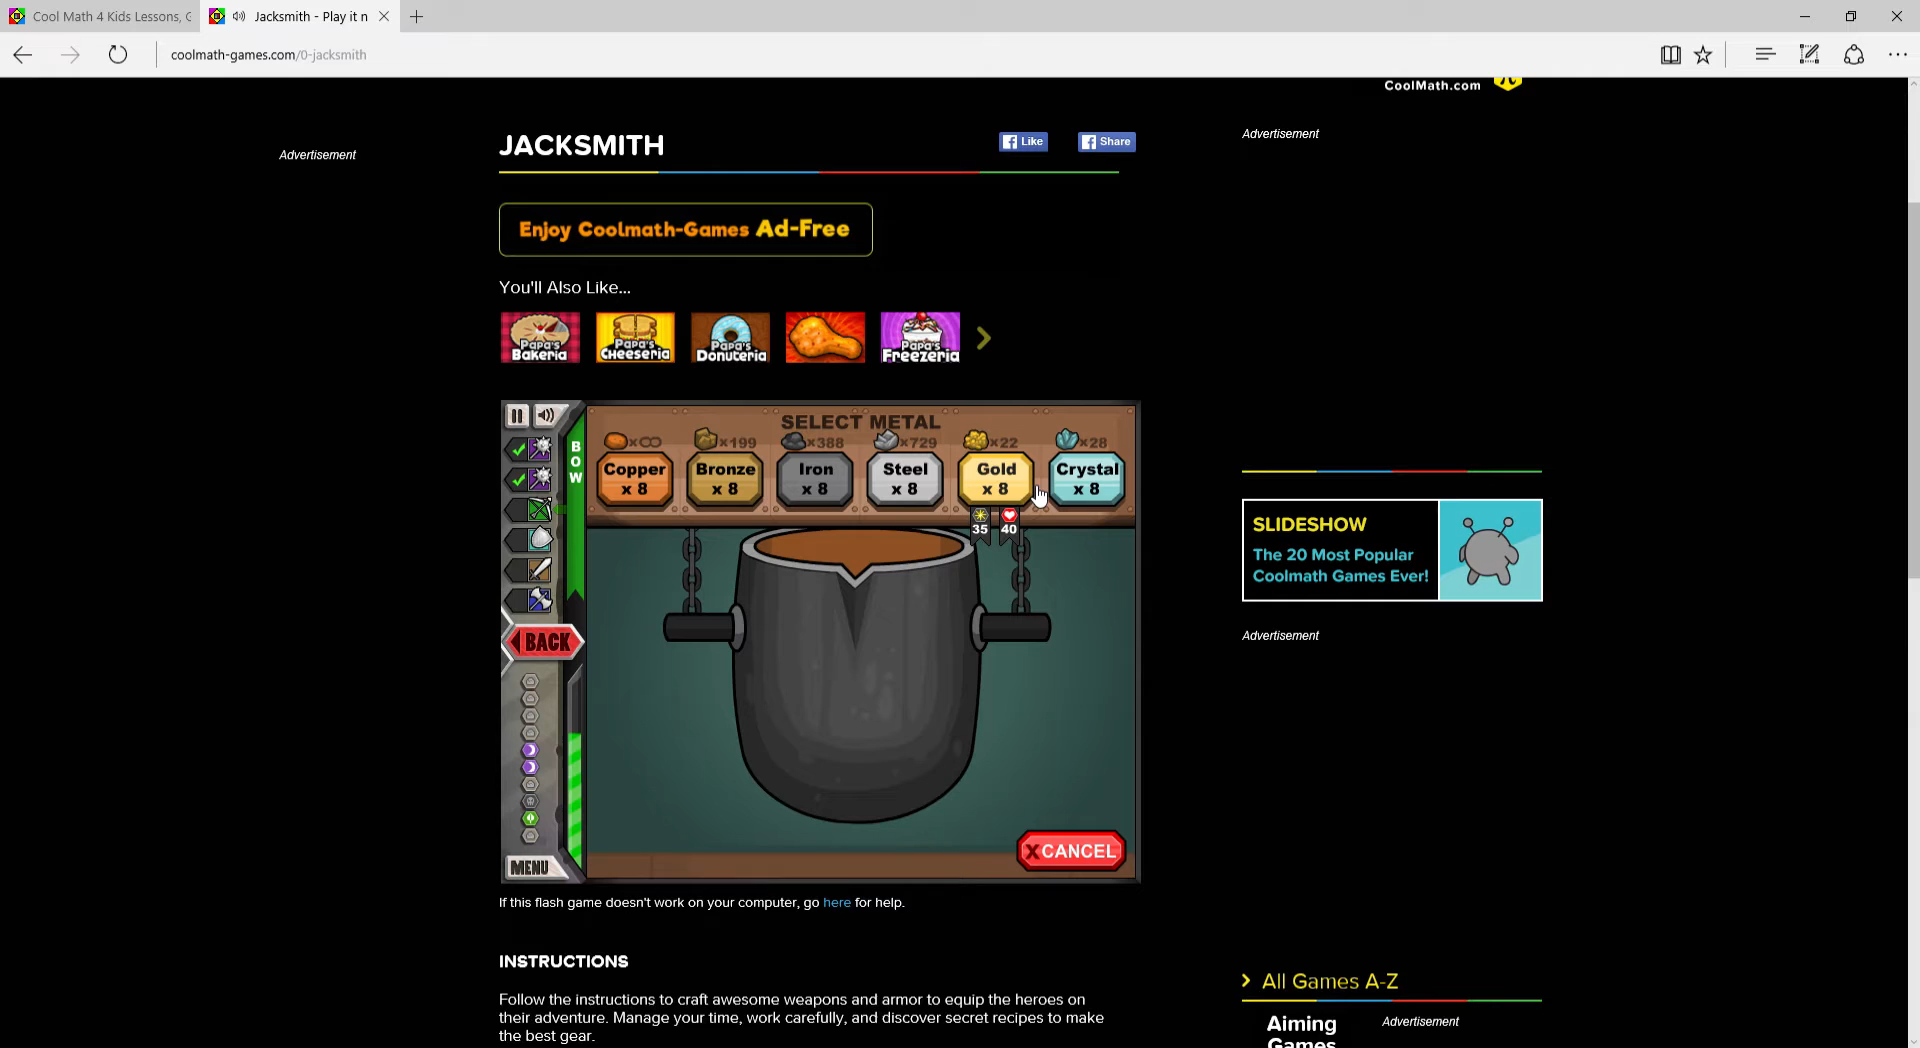 Cool Math 4 Kids Lessons, G
Jacksmith - Play it n
coolmath-games.com/0-jacksmith
CoolMath.com
Advertisement
JACKSMITH
Like
Share
Advertisement
Enjoy Coolmath-Games Ad-Free
You'll Also Like...
Papa's Bakeria
Papa's Cheeseria
Papa's Donuteria
Papa's Freezeria
SELECT METAL
×∞
×199
×388
×729
×22
×28
Copper x 8
Bronze x 8
Iron x 8
Steel x 8
Gold x 8
Crystal x 8
35
40
BOW
BACK
MENU
XCANCEL
SLIDESHOW
The 20 Most Popular
Coolmath Games Ever!
Advertisement
If this flash game doesn't work on your computer, go here for help.
INSTRUCTIONS
Follow the instructions to craft awesome weapons and armor to equip the heroes on
their adventure. Manage your time, work carefully, and discover secret recipes to make
the best gear.
All Games A-Z
Aiming
Games
Advertisement